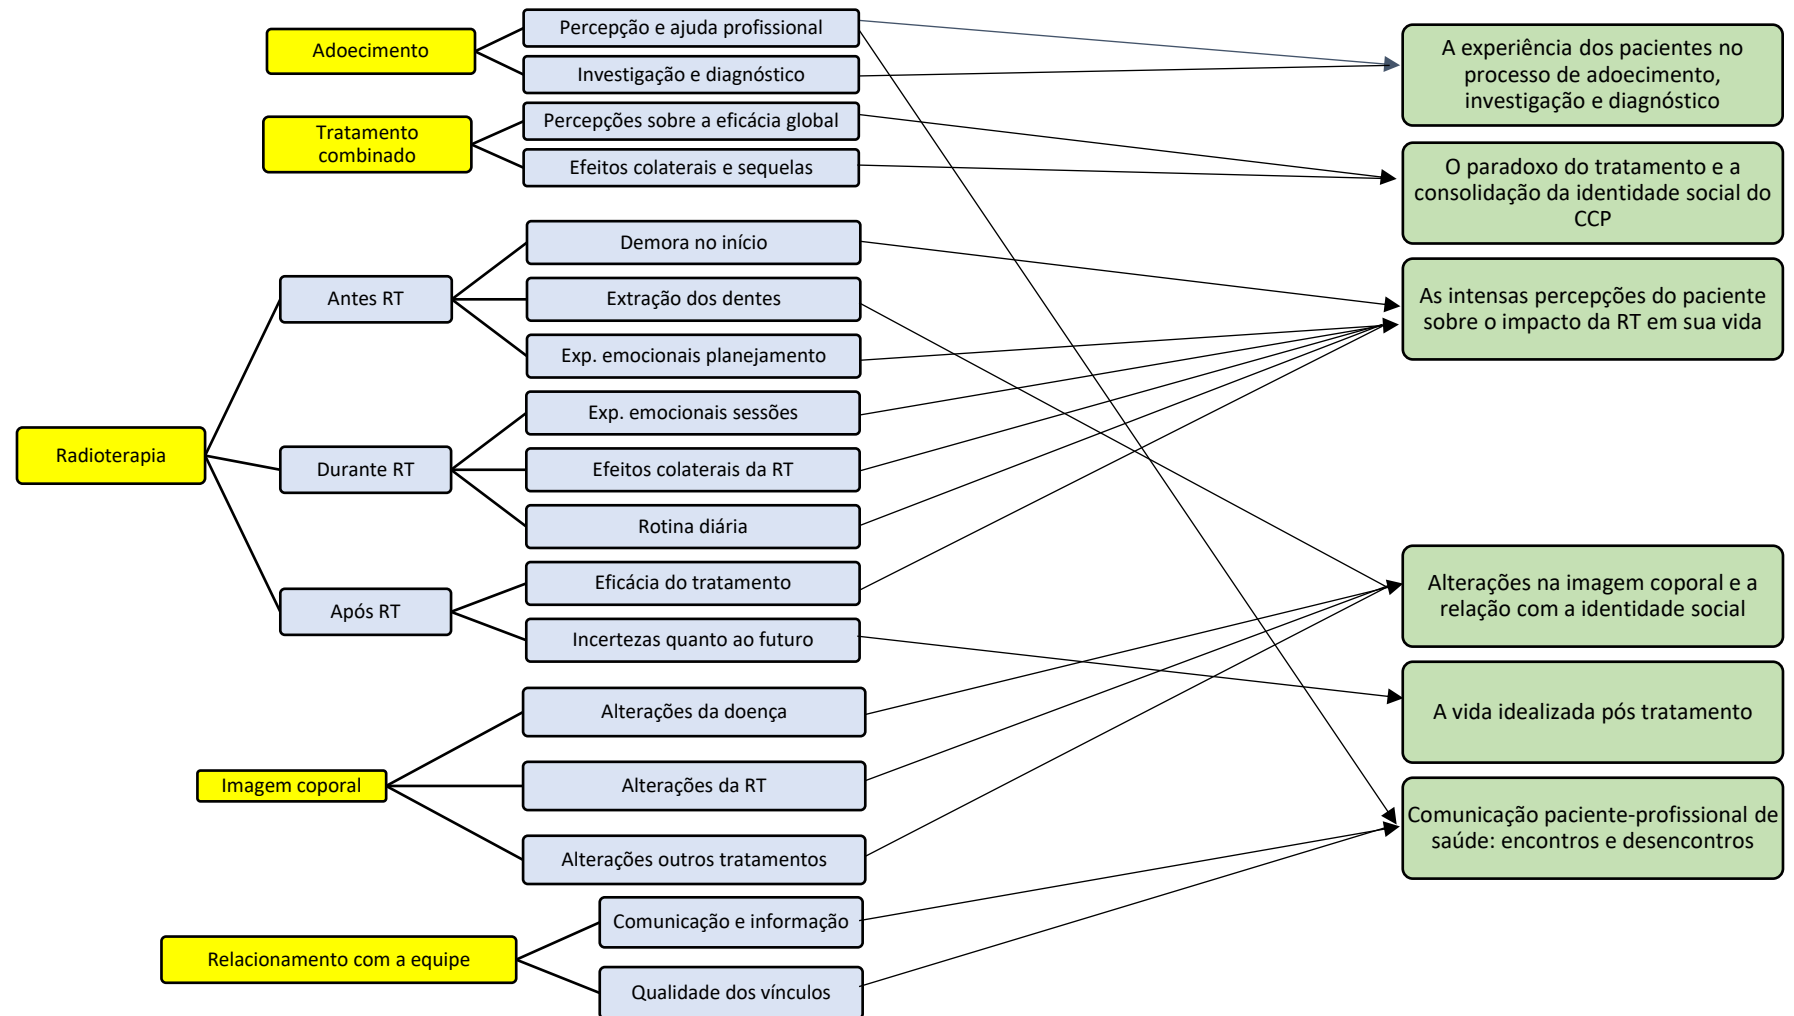 Adoecimento
Percepção e ajuda profissional
Investigação e diagnóstico
Tratamento
combinado
Percepções sobre a eficácia global
Efeitos colaterais e sequelas
Radioterapia
Antes RT
Demora no início
Extração dos dentes
Exp. emocionais planejamento
Durante RT
Exp. emocionais sessões
Efeitos colaterais da RT
Rotina diária
Após RT
Eficácia do tratamento
Incertezas quanto ao futuro
Imagem coporal
Alterações da doença
Alterações da RT
Alterações outros tratamentos
Relacionamento com a equipe
Comunicação e informação
Qualidade dos vínculos
A experiência dos pacientes no
processo de adoecimento,
investigação e diagnóstico
O paradoxo do tratamento e a
consolidação da identidade social do
CCP
As intensas percepções do paciente
sobre o impacto da RT em sua vida
Alterações na imagem coporal e a
relação com a identidade social
A vida idealizada pós tratamento
Comunicação paciente-profissional de
saúde: encontros e desencontros